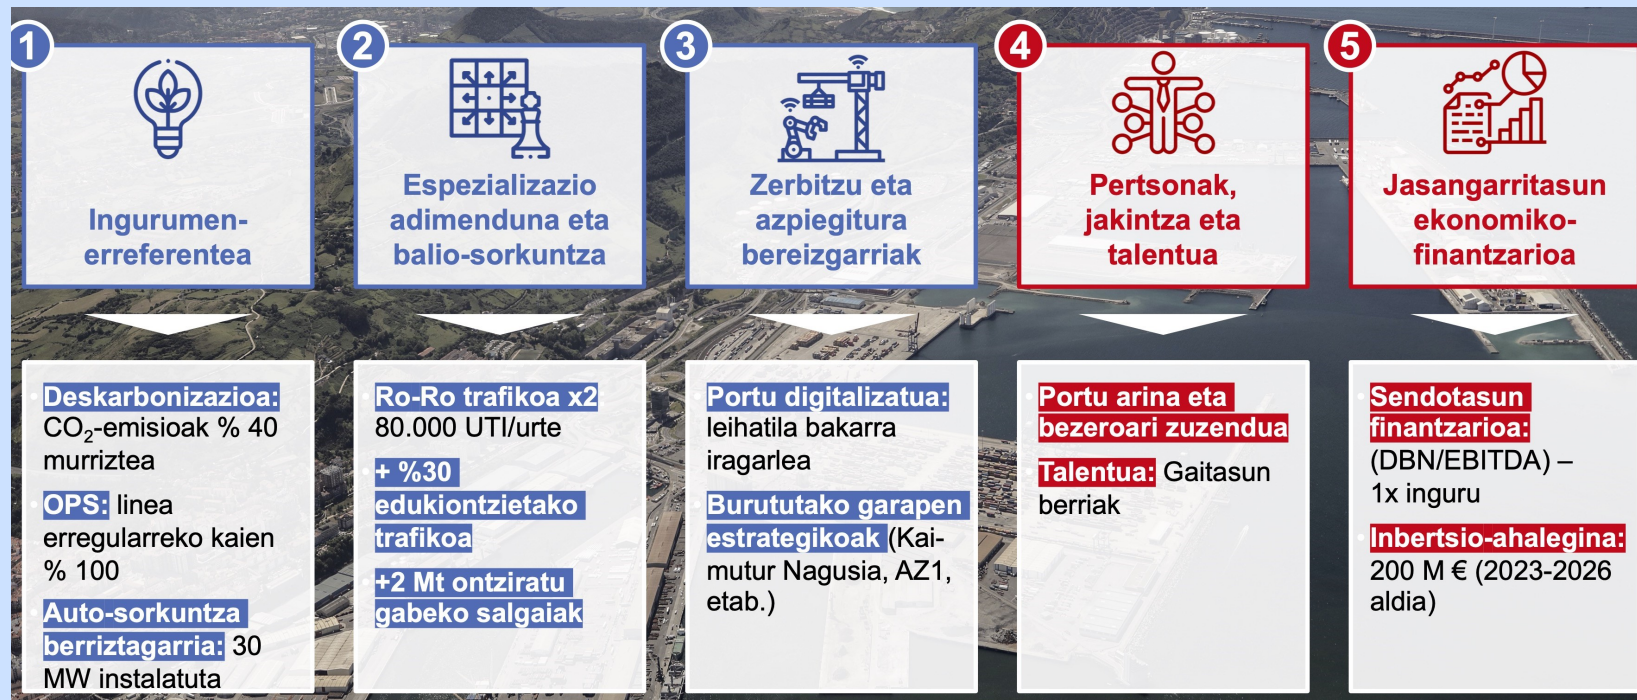 1
Ingurumen-
erreferentea
2
Espezializazio
adimenduna eta
balio-sorkuntza
3
Zerbitzu eta
azpiegitura
bereizgarriak
4
Pertsonak,
jakintza eta
talentua
5
Jasangarritasun
ekonomiko-
finantzarioa
Deskarbonizazioa:
CO₂-emisioak % 40
murriztea
OPS: linea
erregularreko kaien
% 100
Auto-sorkuntza
berriztagarria: 30
MW instalatuta
Ro-Ro trafikoa x2:
80.000 UTI/urte
+ %30
edukiontzietako
trafikoa
+2 Mt ontziratu
gabeko salgaiak
Portu digitalizatua:
leihatila bakarra
iragarlea
Burututako garapen
estrategikoak (Kai-
mutur Nagusia, AZ1,
etab.)
Portu arina eta
bezeroari zuzendua
Talentua: Gaitasun
berriak
Sendotasun
finantzarioa:
(DBN/EBITDA) –
1x inguru
Inbertsio-ahalegina:
200 M € (2023-2026
aldia)